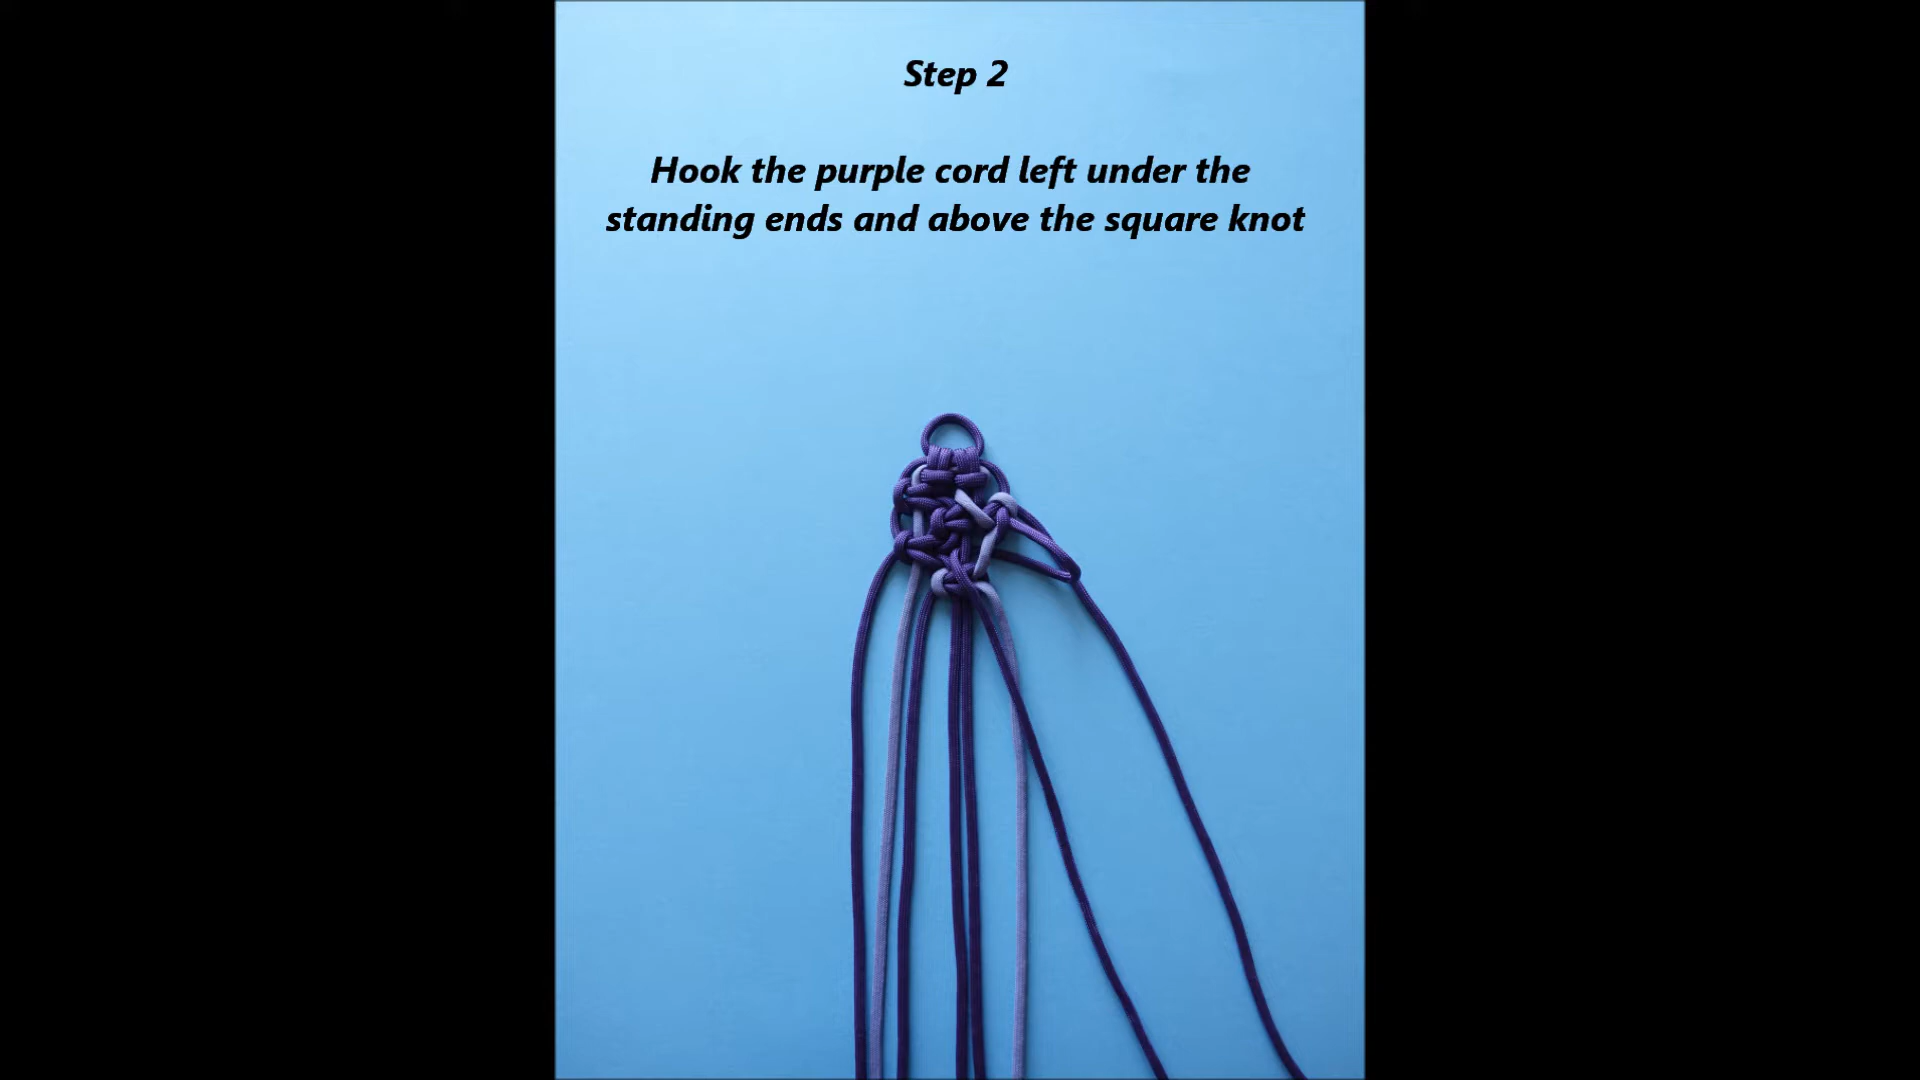 Step 2
Hook the purple cord left under the
standing ends and above the square knot